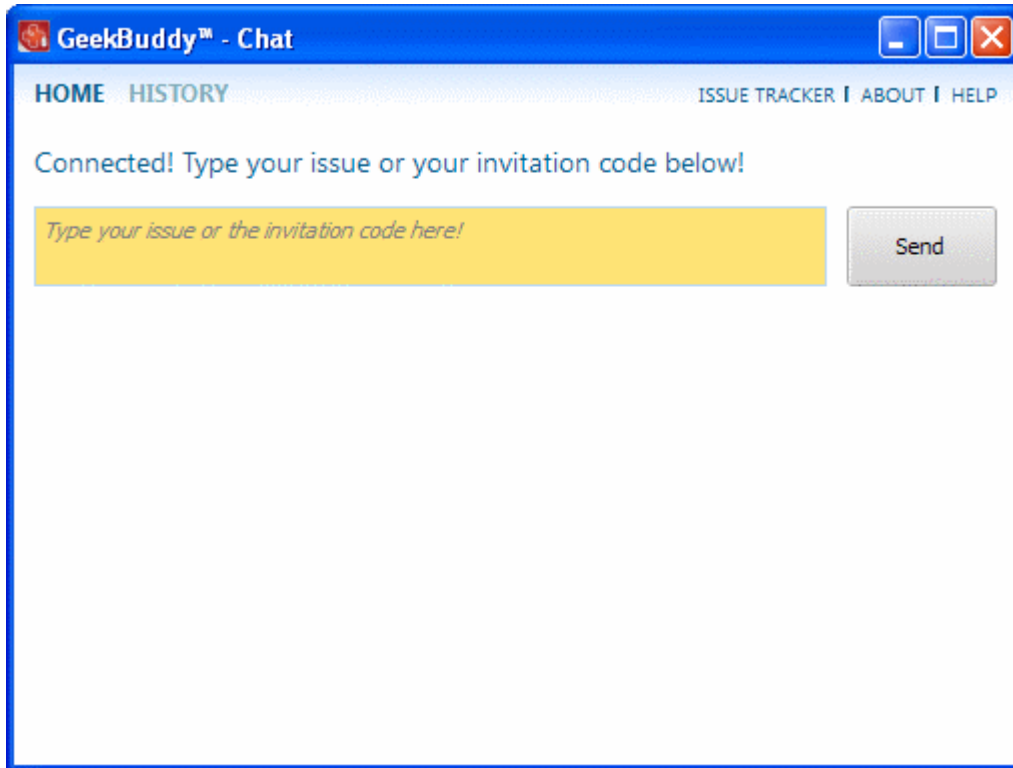 GeekBuddy™ - Chat
HOME HISTORY ISSUE TRACKER | ABOUT | HELP
Connected! Type your issue or your invitation code below!
Type your issue or the invitation code here!
Send